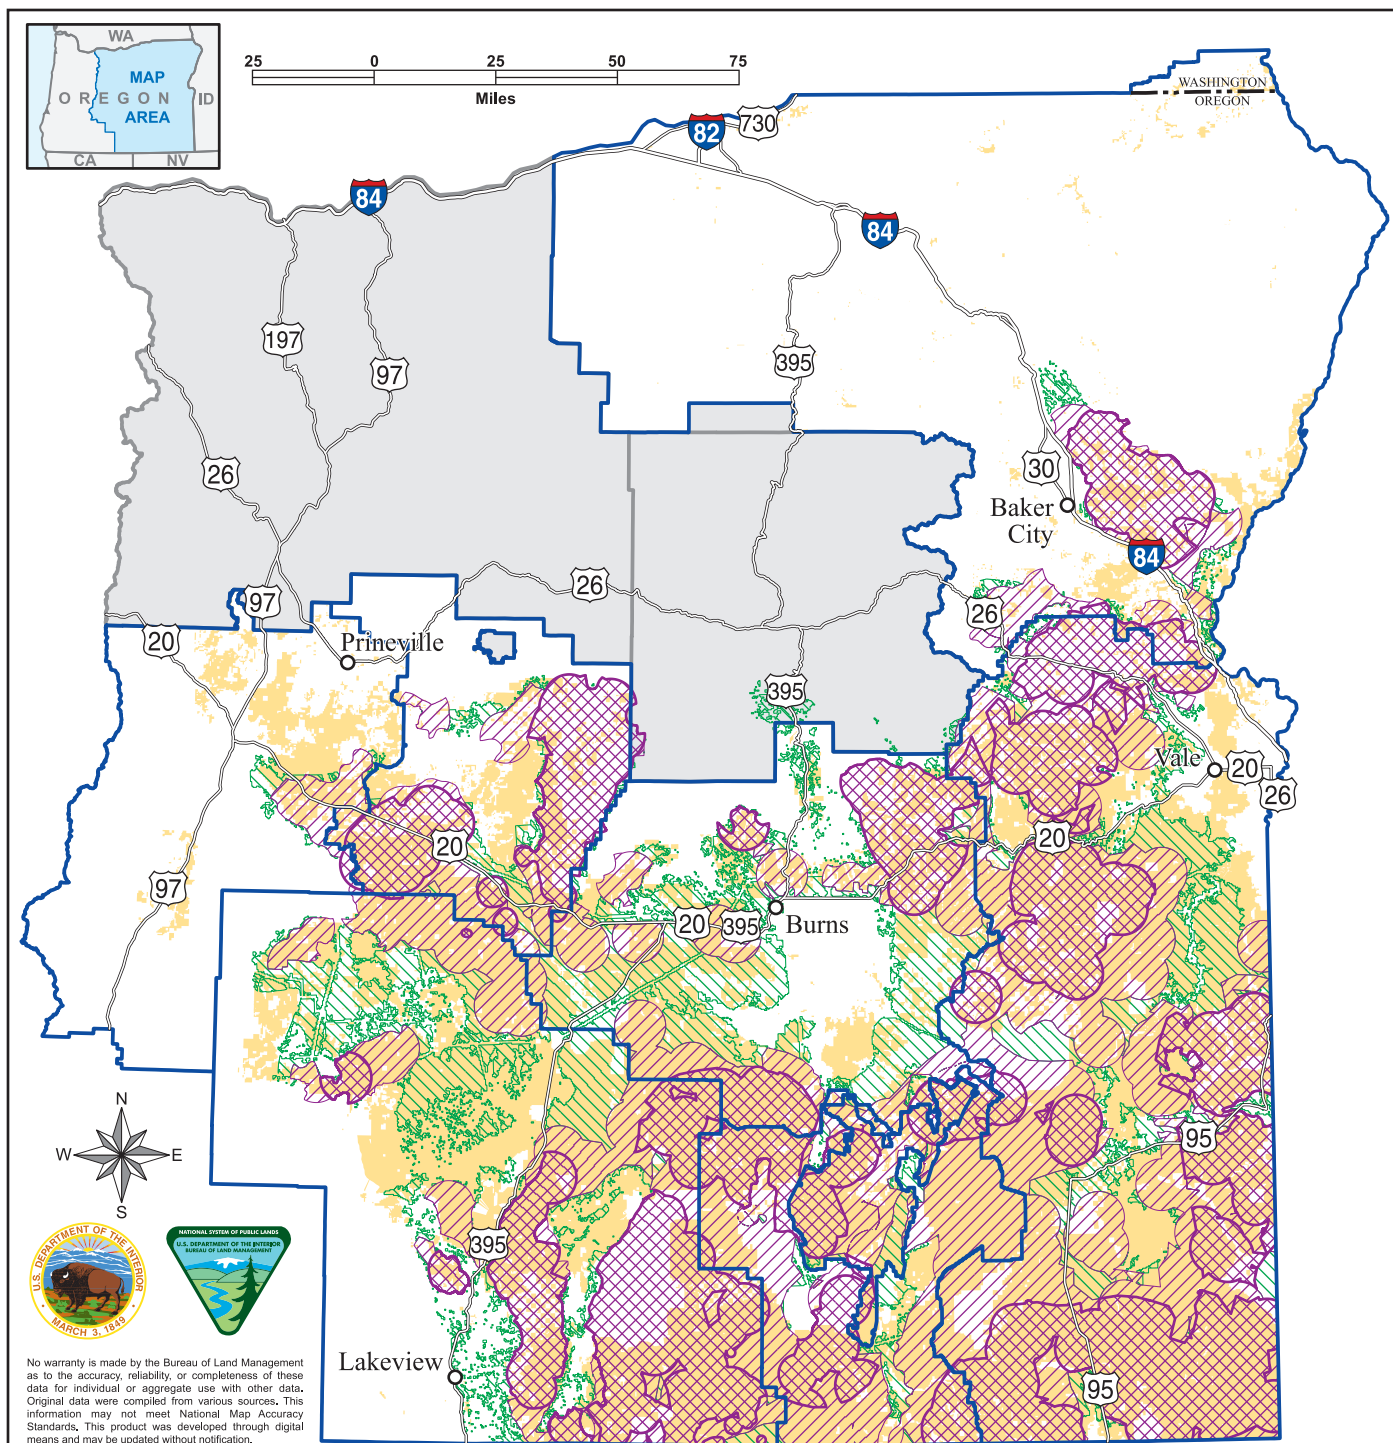 WA
MAP
OREGON
ID
AREA
CA
NV
25
0
25
50
75
Miles
WASHINGTON
OREGON
82
730
84
84
197
97
395
26
30
Baker
City
84
26
97
26
20
Prineville
395
Vale
20
26
20
20
97
20
395
Burns
N
W
E
S
95
U.S. DEPARTMENT OF THE INTERIOR
MARCH 3, 1849
NATIONAL SYSTEM OF PUBLIC LANDS
U.S. DEPARTMENT OF THE INTERIOR
BUREAU OF LAND MANAGEMENT
395
Lakeview
95
No warranty is made by the Bureau of Land Management
as to the accuracy, reliability, or completeness of these
data for individual or aggregate use with other data.
Original data were compiled from various sources. This
information may not meet National Map Accuracy
Standards. This product was developed through digital
means and may be updated without notification.